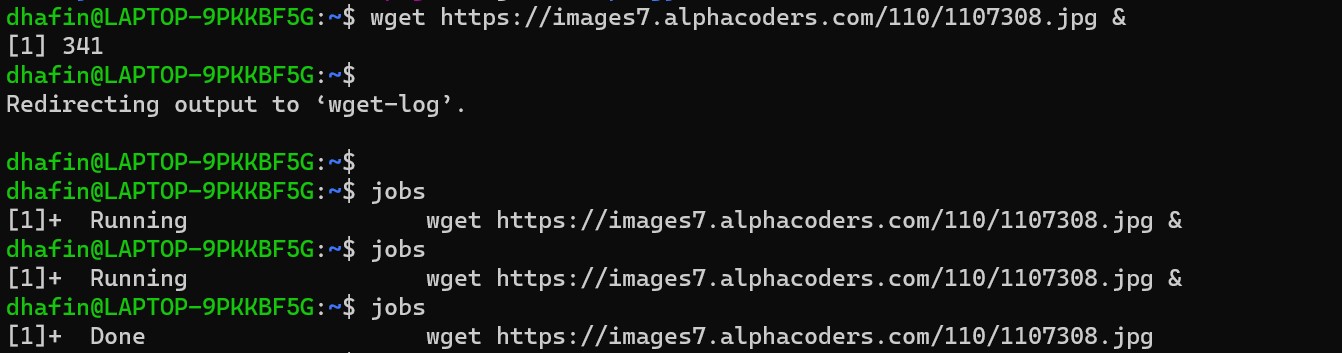 dhafin@LAPTOP-9PKKBF5G:~$ wget https://images7.alphacoders.com/110/1107308.jpg &
[1] 341
dhafin@LAPTOP-9PKKBF5G:~$
Redirecting output to ‘wget-log’.
dhafin@LAPTOP-9PKKBF5G:~$
dhafin@LAPTOP-9PKKBF5G:~$ jobs
[1]+  Running                 wget https://images7.alphacoders.com/110/1107308.jpg &
dhafin@LAPTOP-9PKKBF5G:~$ jobs
[1]+  Running                 wget https://images7.alphacoders.com/110/1107308.jpg &
dhafin@LAPTOP-9PKKBF5G:~$ jobs
[1]+  Done                    wget https://images7.alphacoders.com/110/1107308.jpg